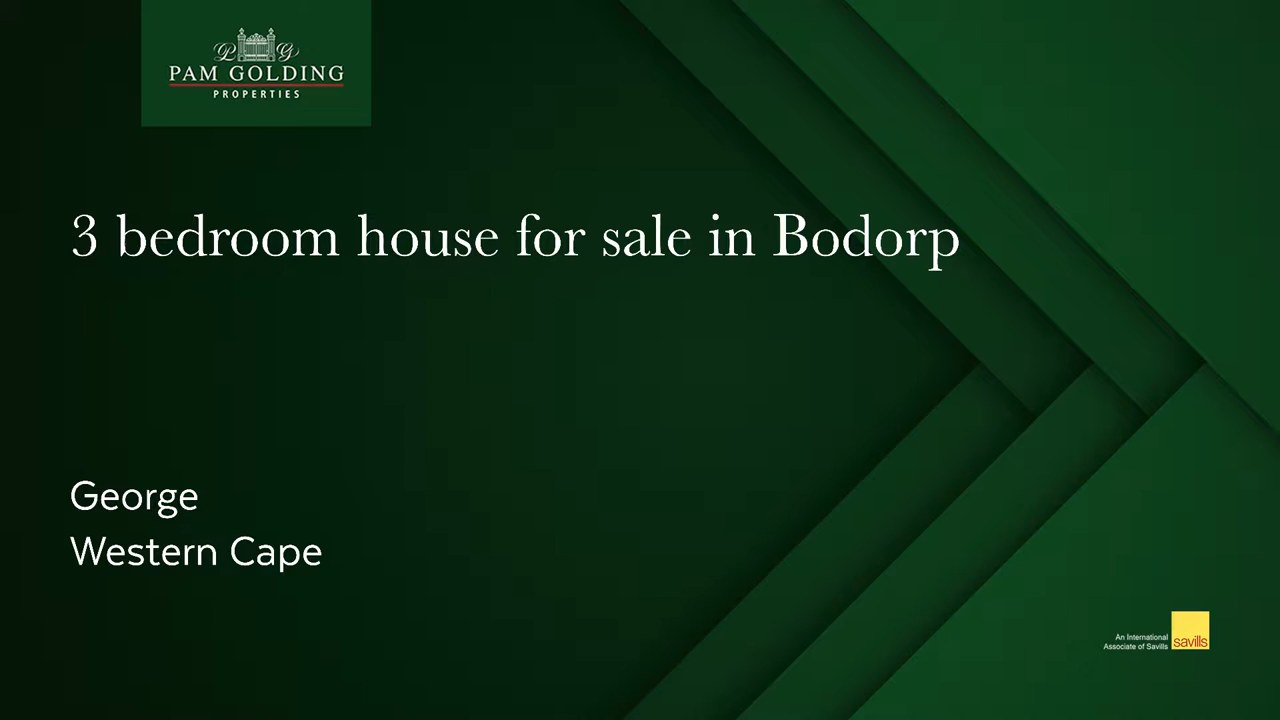 PG
PAM GOLDING
PROPERTIES
3 bedroom house for sale in Bodorp
George
Western Cape
An International
Associate of Savills
savills